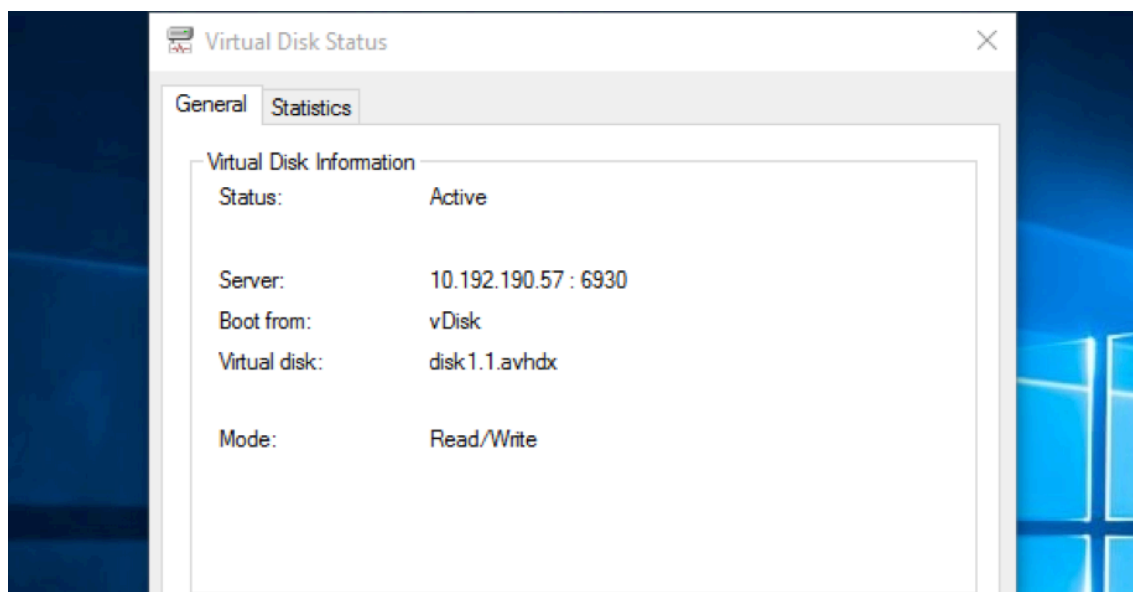 Virtual Disk Status
General Statistics
Virtual Disk Information
Status: Active
Server: 10.192.190.57 : 6930
Boot from: vDisk
Virtual disk: disk1.1.avhdx
Mode: Read/Write